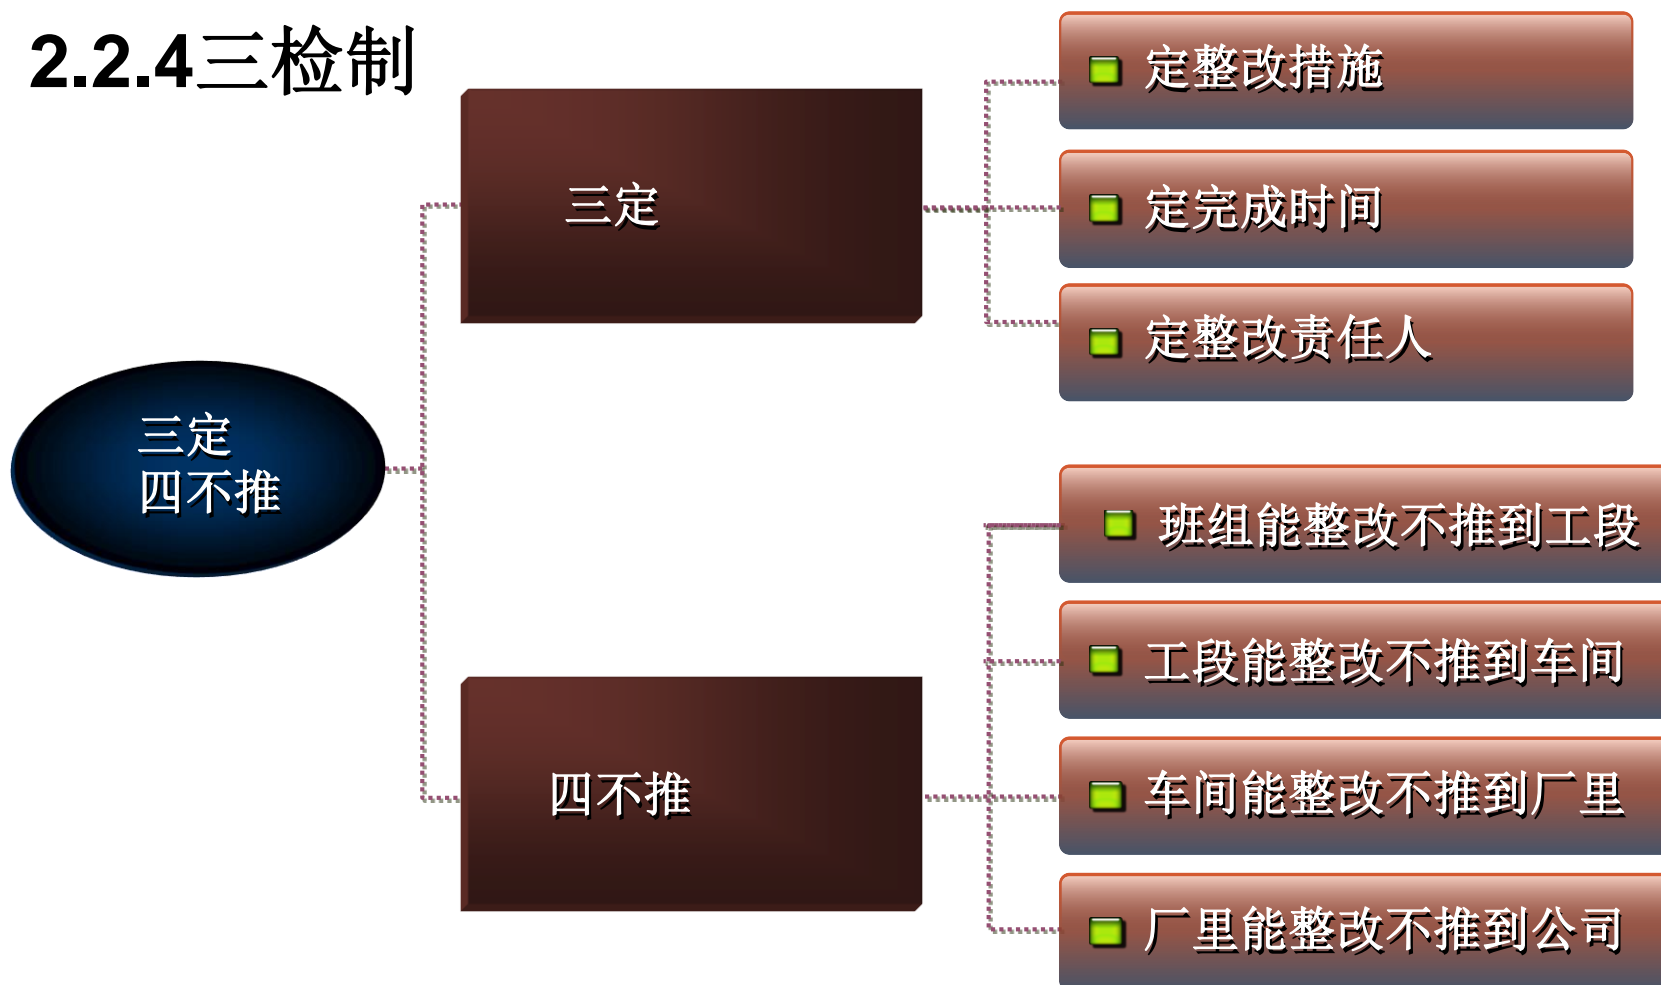 2.2.4三检制
三定
四不推
三定
定整改措施
定完成时间
定整改责任人
四不推
班组能整改不推到工段
工段能整改不推到车间
车间能整改不推到厂里
厂里能整改不推到公司